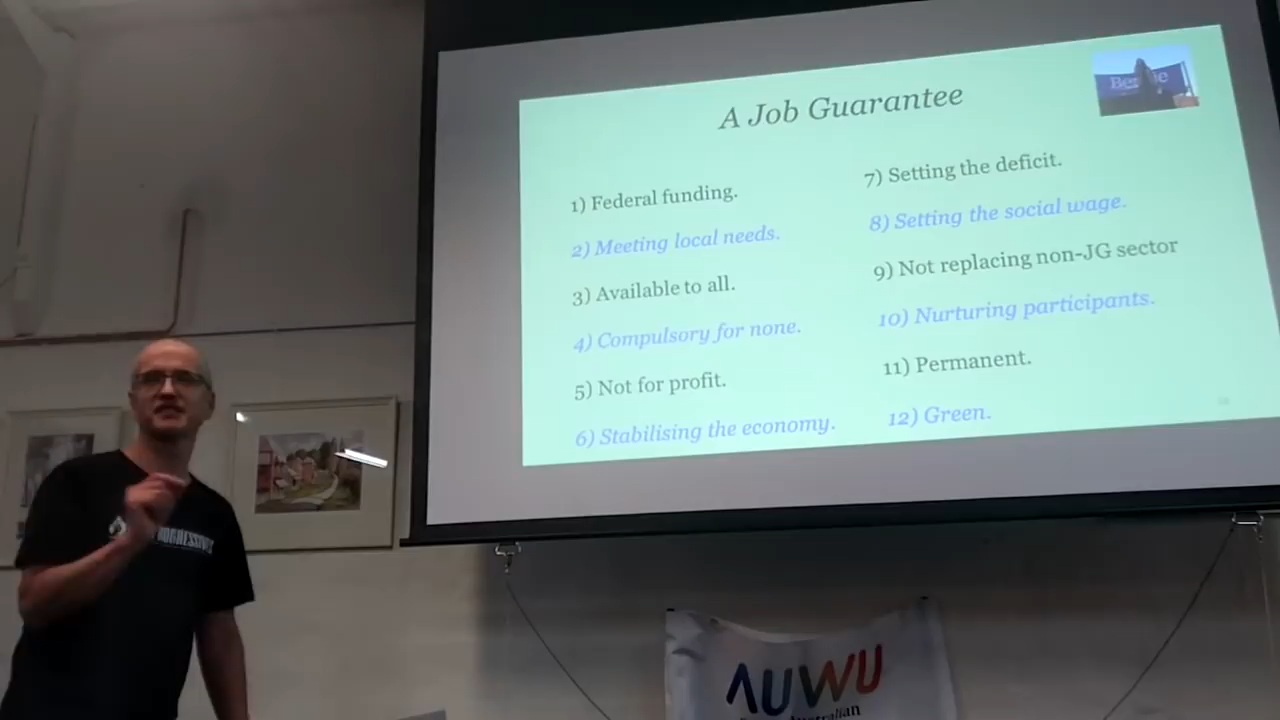 A Job Guarantee
1) Federal funding.
2) Meeting local needs.
3) Available to all.
4) Compulsory for none.
5) Not for profit.
6) Stabilising the economy.
7) Setting the deficit.
8) Setting the social wage.
9) Not replacing non-JG sector
10) Nurturing participants.
11) Permanent.
12) Green.
AUWU